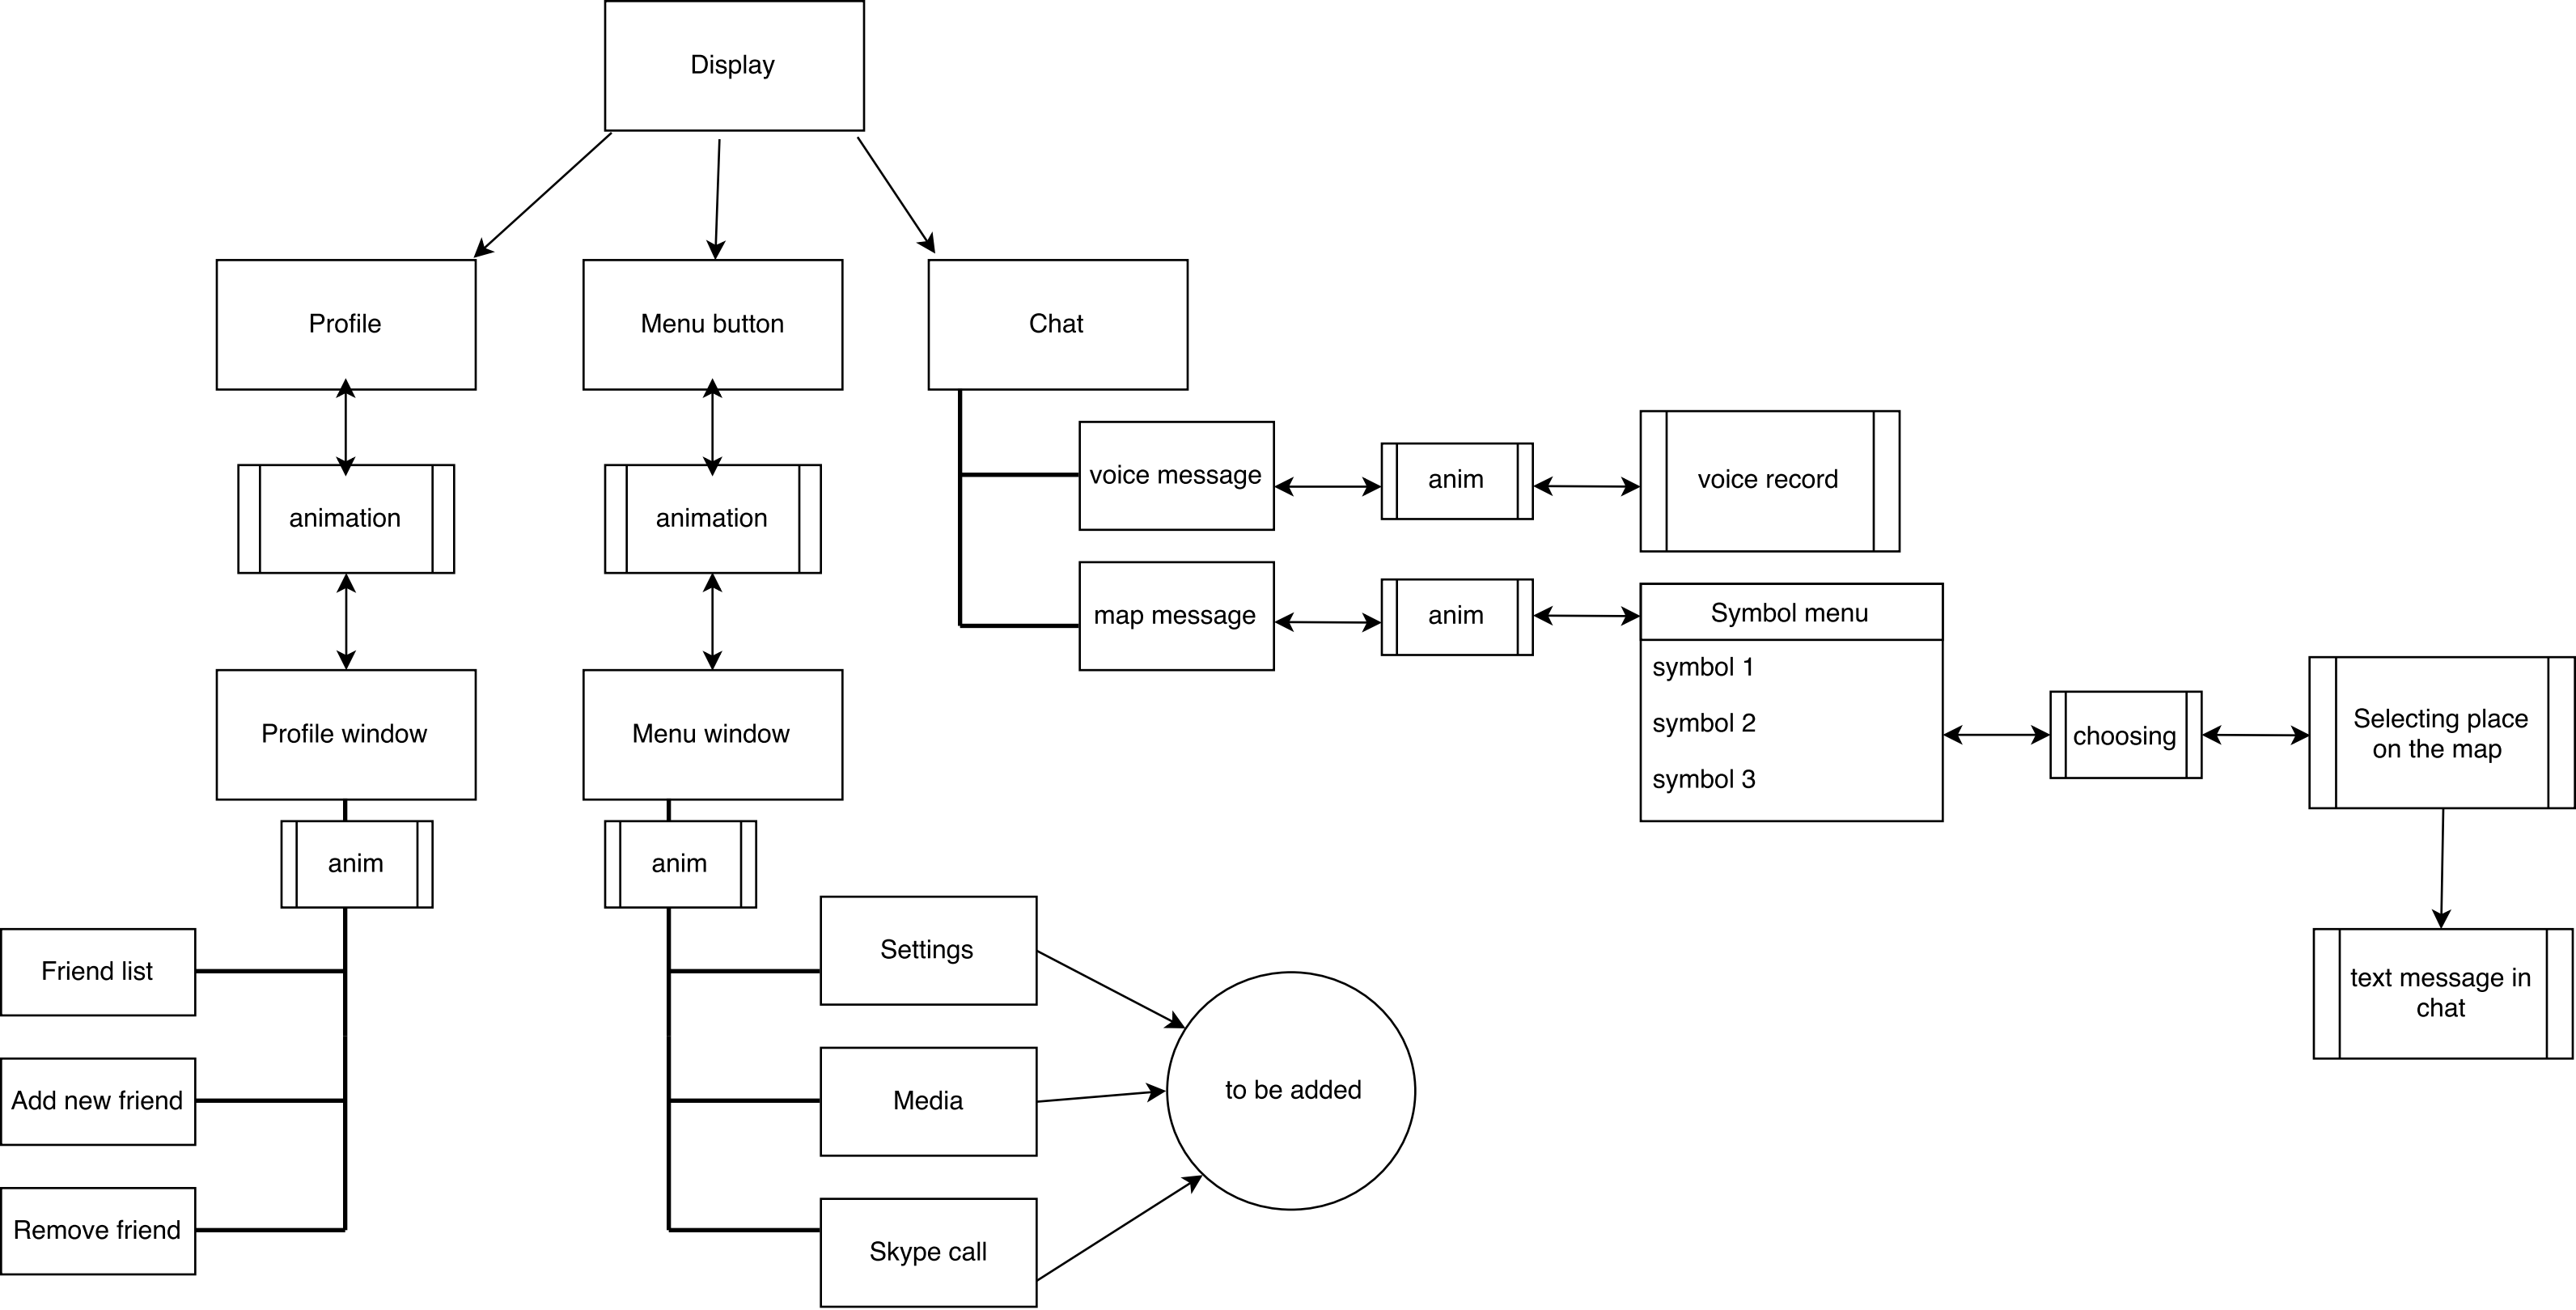 Display
Profile
Menu button
Chat
voice message
anim
voice record
animation
animation
map message
anim
Symbol menu
symbol 1
symbol 2
symbol 3
choosing
Selecting place
on the map
Profile window
Menu window
anim
anim
Settings
Friend list
text message in
chat
Media
to be added
Add new friend
Remove friend
Skype call